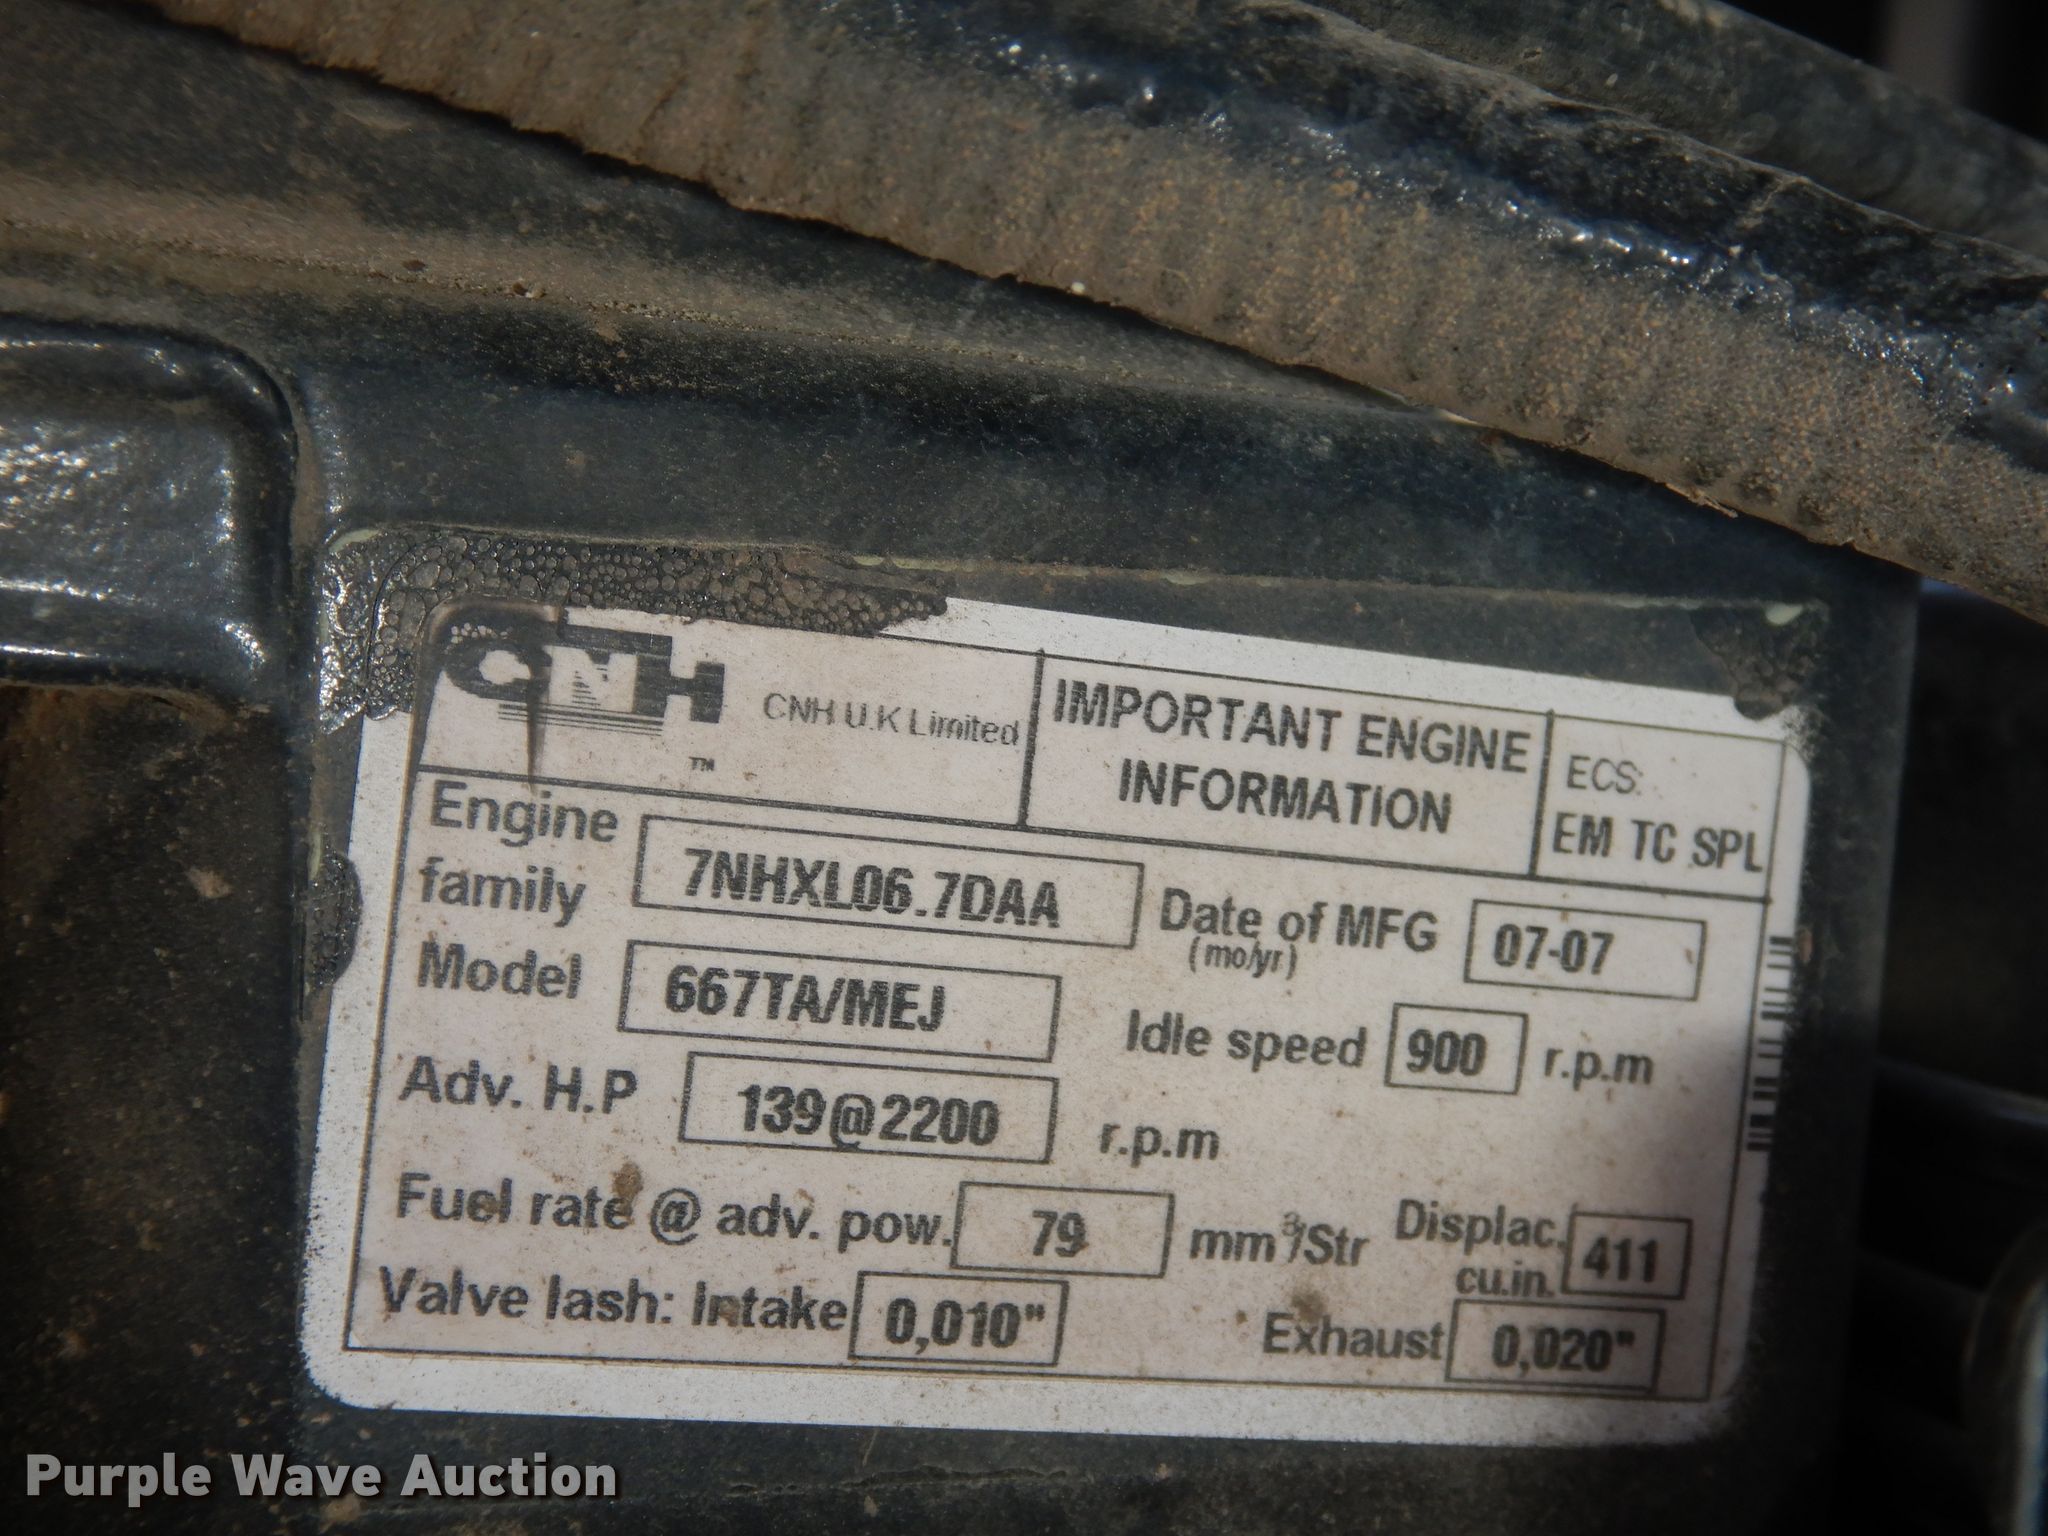 CNH
TM
CNH U.K Limited
IMPORTANT ENGINE
INFORMATION
ECS:
EM TC SPL
Engine
family
7NHXL06.7DAA
Date of MFG
(mo/yr)
07-07
Model
667TA/MEJ
Idle speed 900 r.p.m
Adv. H.P 139@2200 r.p.m
Fuel rate @ adv. pow. 79 mm³/Str
Displac.
cu.in.
411
Valve lash: Intake 0,010" Exhaust 0,020"
Purple Wave Auction